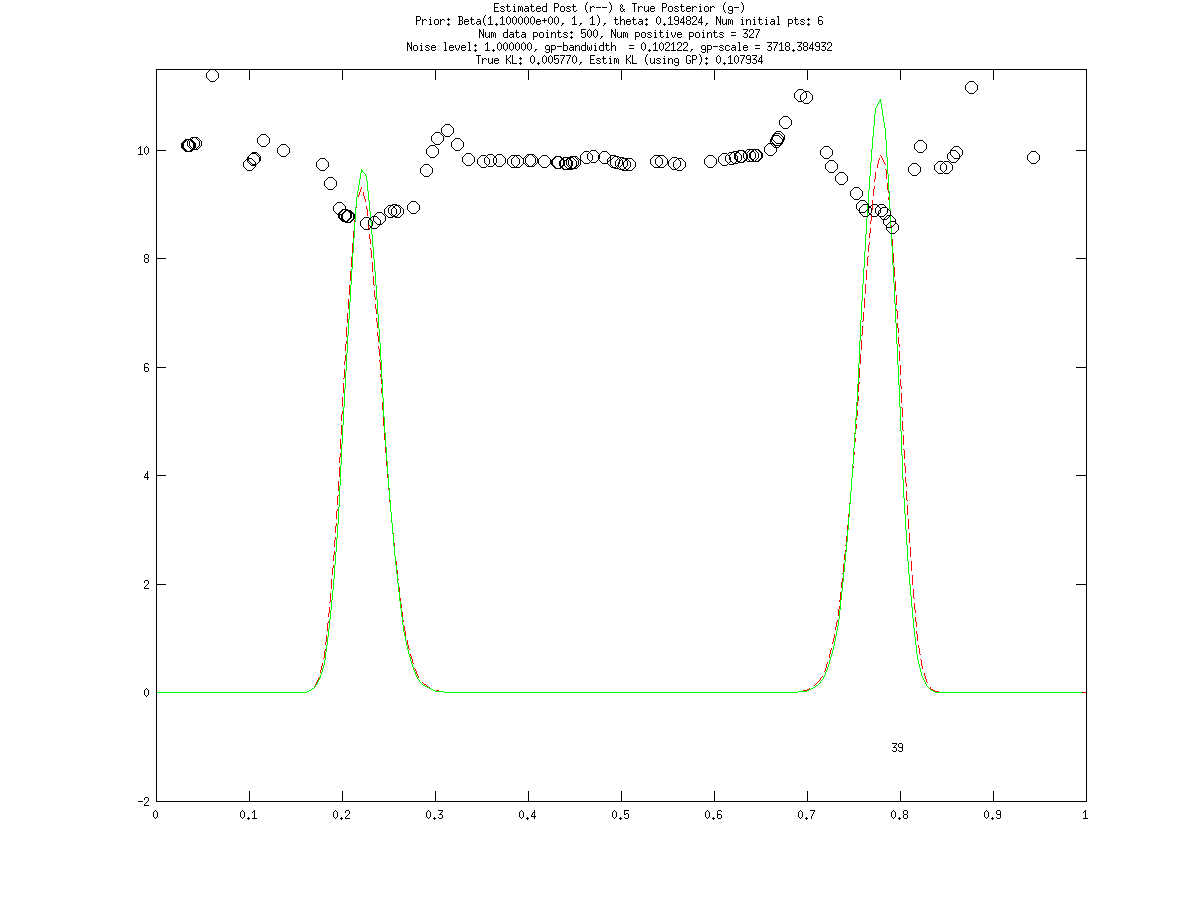 Estimated Post (r--) & True Posterior (g-)
Prior: Beta(1.100000e+00, 1, 1), theta: 0.194824, Num initial pts: 6
Num data points: 500, Num positive points = 327
Noise level: 1.000000, gp-bandwidth  = 0.102122, gp-scale = 3718.384932
True KL: 0.005770, Estim KL (using GP): 0.107934
10
8
6
4
2
0
39
-2
0 0.1 0.2 0.3 0.4 0.5 0.6 0.7 0.8 0.9 1